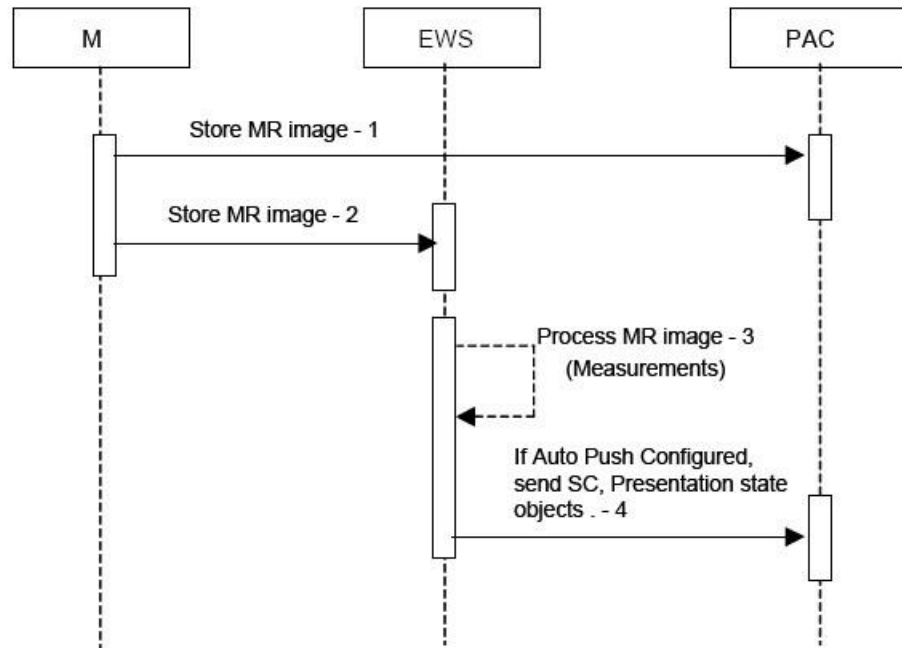 M
EWS
PAC
Store MR image - 1
Store MR image - 2
Process MR image - 3
(Measurements)
If Auto Push Configured,
send SC, Presentation state
objects . - 4